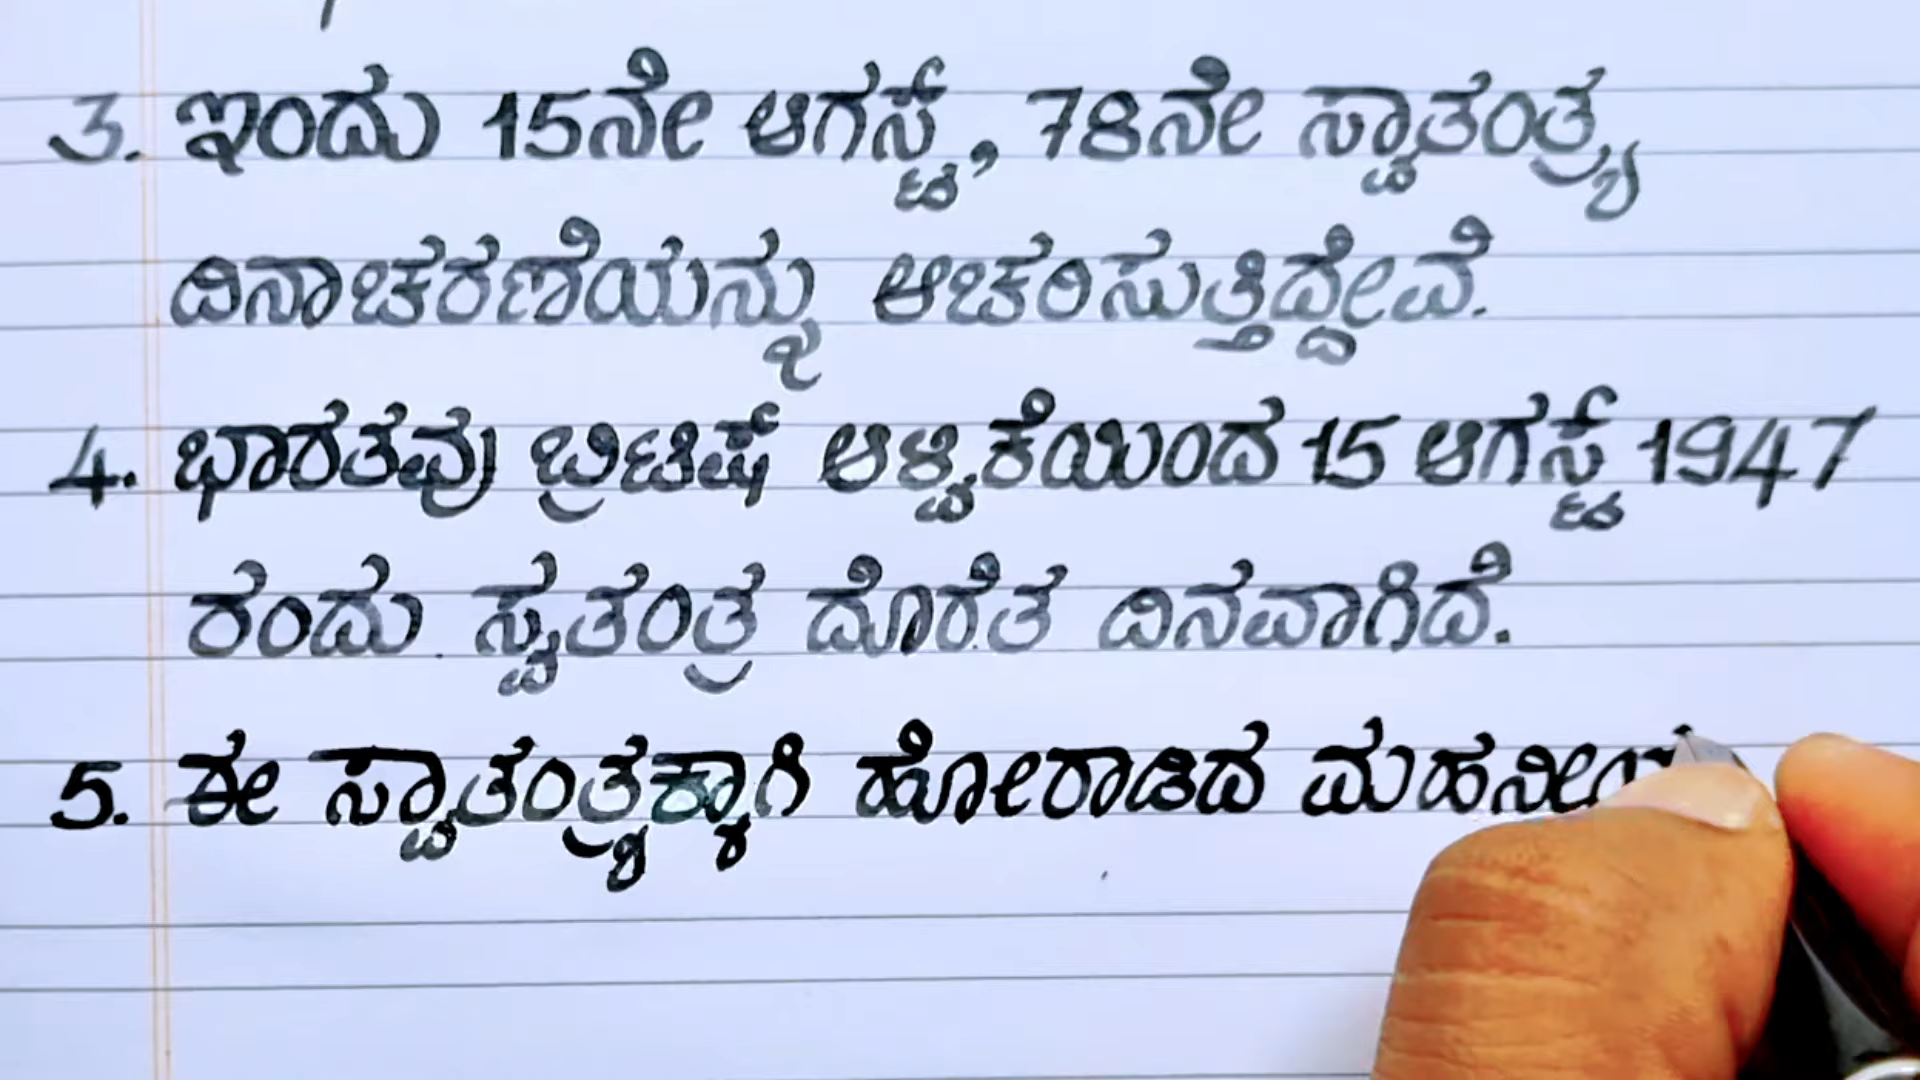 3. ಇಂದು 15ನೇ ಆಗಸ್ಟ್, 78ನೇ ಸ್ವಾತಂತ್ರ್ಯ
ದಿನಾಚರಣೆಯನ್ನು ಆಚರಿಸುತ್ತಿದ್ದೇವೆ.
4. ಭಾರತವು ಬ್ರಿಟಿಷ್ ಆಳ್ವಿಕೆಯಿಂದ 15 ಆಗಸ್ಟ್ 1947
ರಂದು ಸ್ವತಂತ್ರ ದೊರೆತ ದಿನವಾಗಿದೆ.
5. ಈ ಸ್ವಾತಂತ್ರ್ಯಕ್ಕಾಗಿ ಹೋರಾಡಿದ